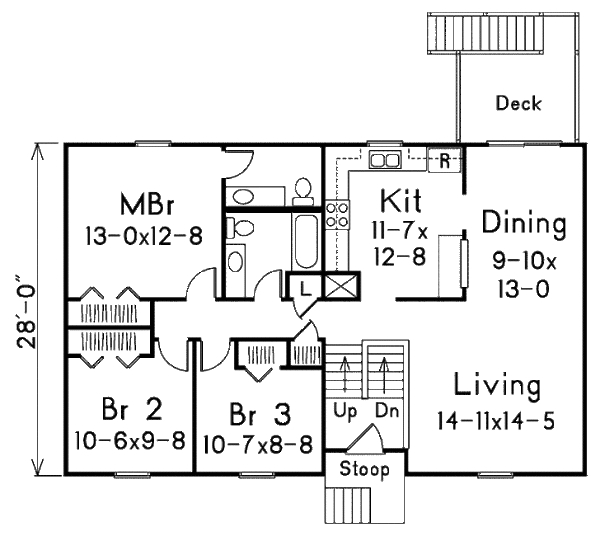 Deck
R
MBr
13-0x12-8
Kit
11-7x
12-8
Dining
9-10x
13-0
28'-0"
L
Br 2
10-6x9-8
Br 3
10-7x8-8
Up Dn
Living
14-11x14-5
Stoop